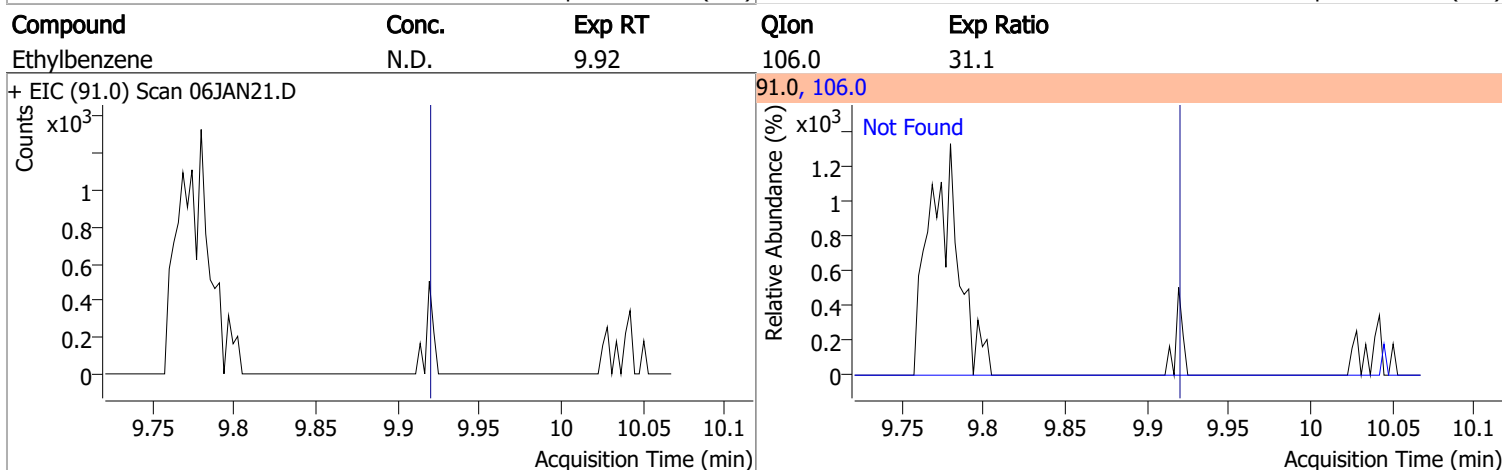 Compound Conc. Exp RT QIon Exp Ratio
Ethylbenzene N.D. 9.92 106.0 31.1
+ EIC (91.0) Scan 06JAN21.D
Counts
x10³
1
0.8
0.6
0.4
0.2
0
9.75 9.8 9.85 9.9 9.95 10 10.05 10.1
Acquisition Time (min)
91.0, 106.0
Relative Abundance (%)
x10³
Not Found
1.2
1
0.8
0.6
0.4
0.2
0
9.75 9.8 9.85 9.9 9.95 10 10.05 10.1
Acquisition Time (min)